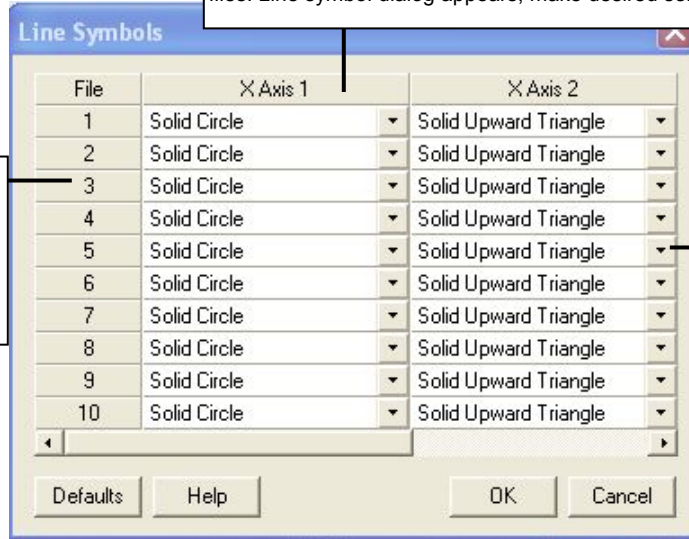 files. Line symbol dialog appears; make desired
Line Symbols
File X Axis 1 X Axis 2
1 Solid Circle Solid Upward Triangle
2 Solid Circle Solid Upward Triangle
3 Solid Circle Solid Upward Triangle
4 Solid Circle Solid Upward Triangle
5 Solid Circle Solid Upward Triangle
6 Solid Circle Solid Upward Triangle
7 Solid Circle Solid Upward Triangle
8 Solid Circle Solid Upward Triangle
9 Solid Circle Solid Upward Triangle
10 Solid Circle Solid Upward Triangle
Defaults Help OK Cancel